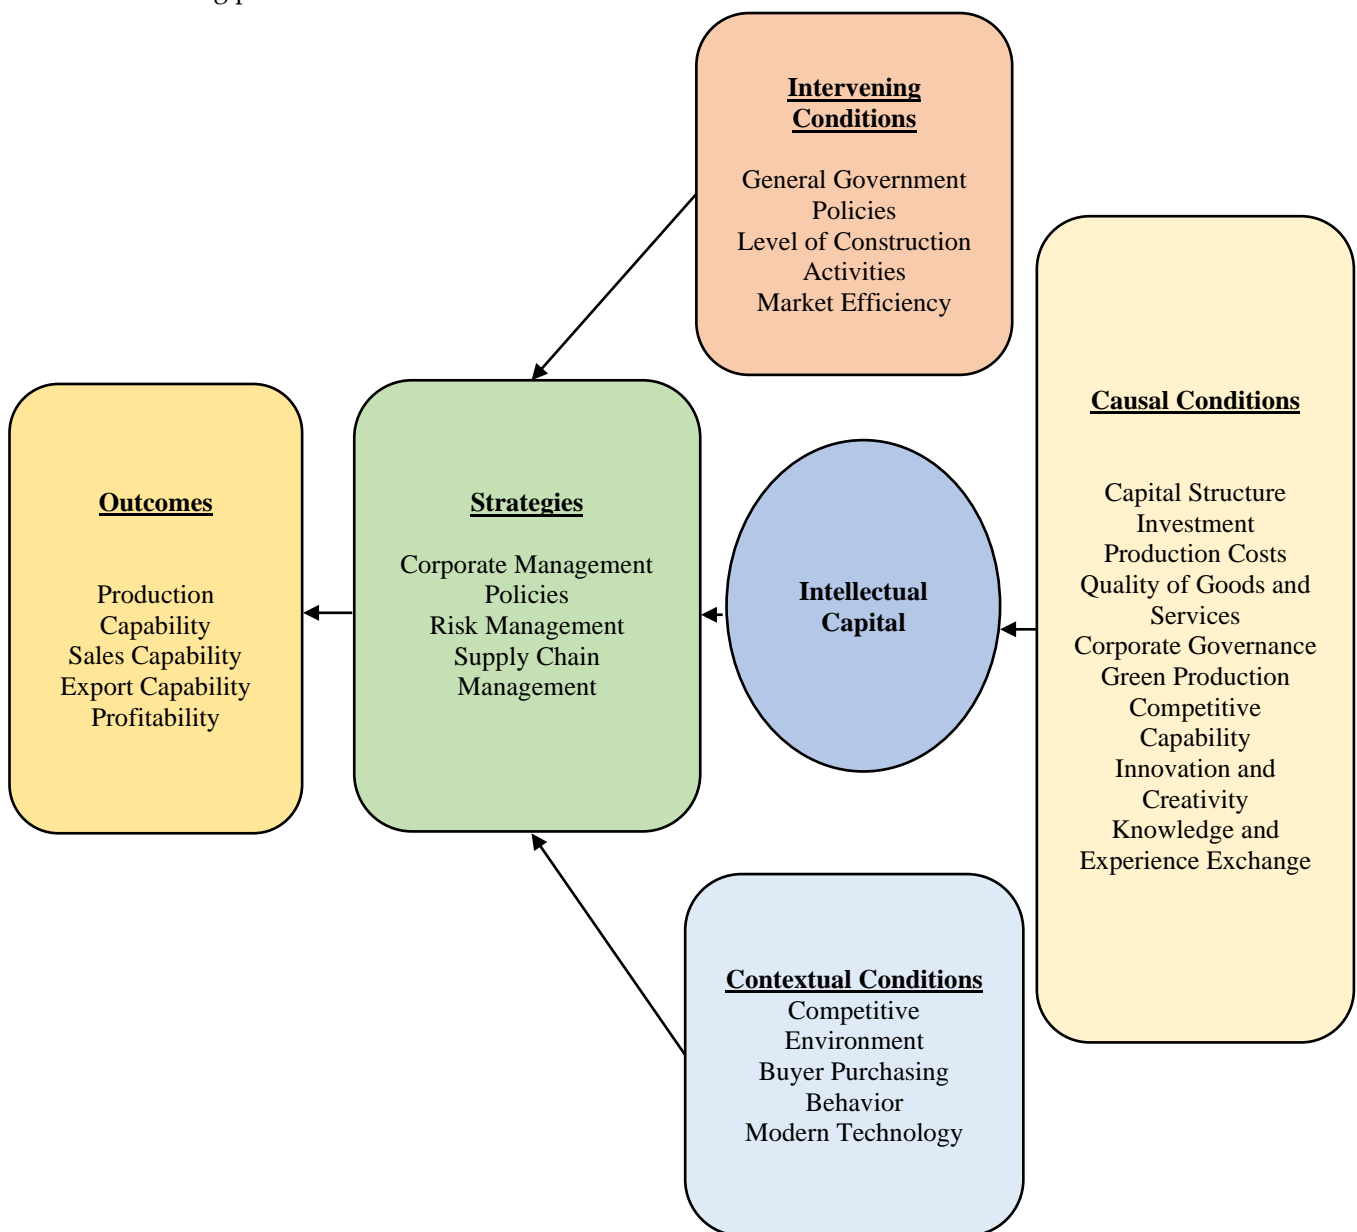 Intervening
Conditions
General Government
Policies
Level of Construction
Activities
Market Efficiency
Causal Conditions
Capital Structure
Investment
Production Costs
Quality of Goods and
Services
Corporate Governance
Green Production
Competitive
Capability
Innovation and
Creativity
Knowledge and
Experience Exchange
Outcomes
Production
Capability
Sales Capability
Export Capability
Profitability
Strategies
Corporate Management
Policies
Risk Management
Supply Chain
Management
Intellectual
Capital
Contextual Conditions
Competitive
Environment
Buyer Purchasing
Behavior
Modern Technology